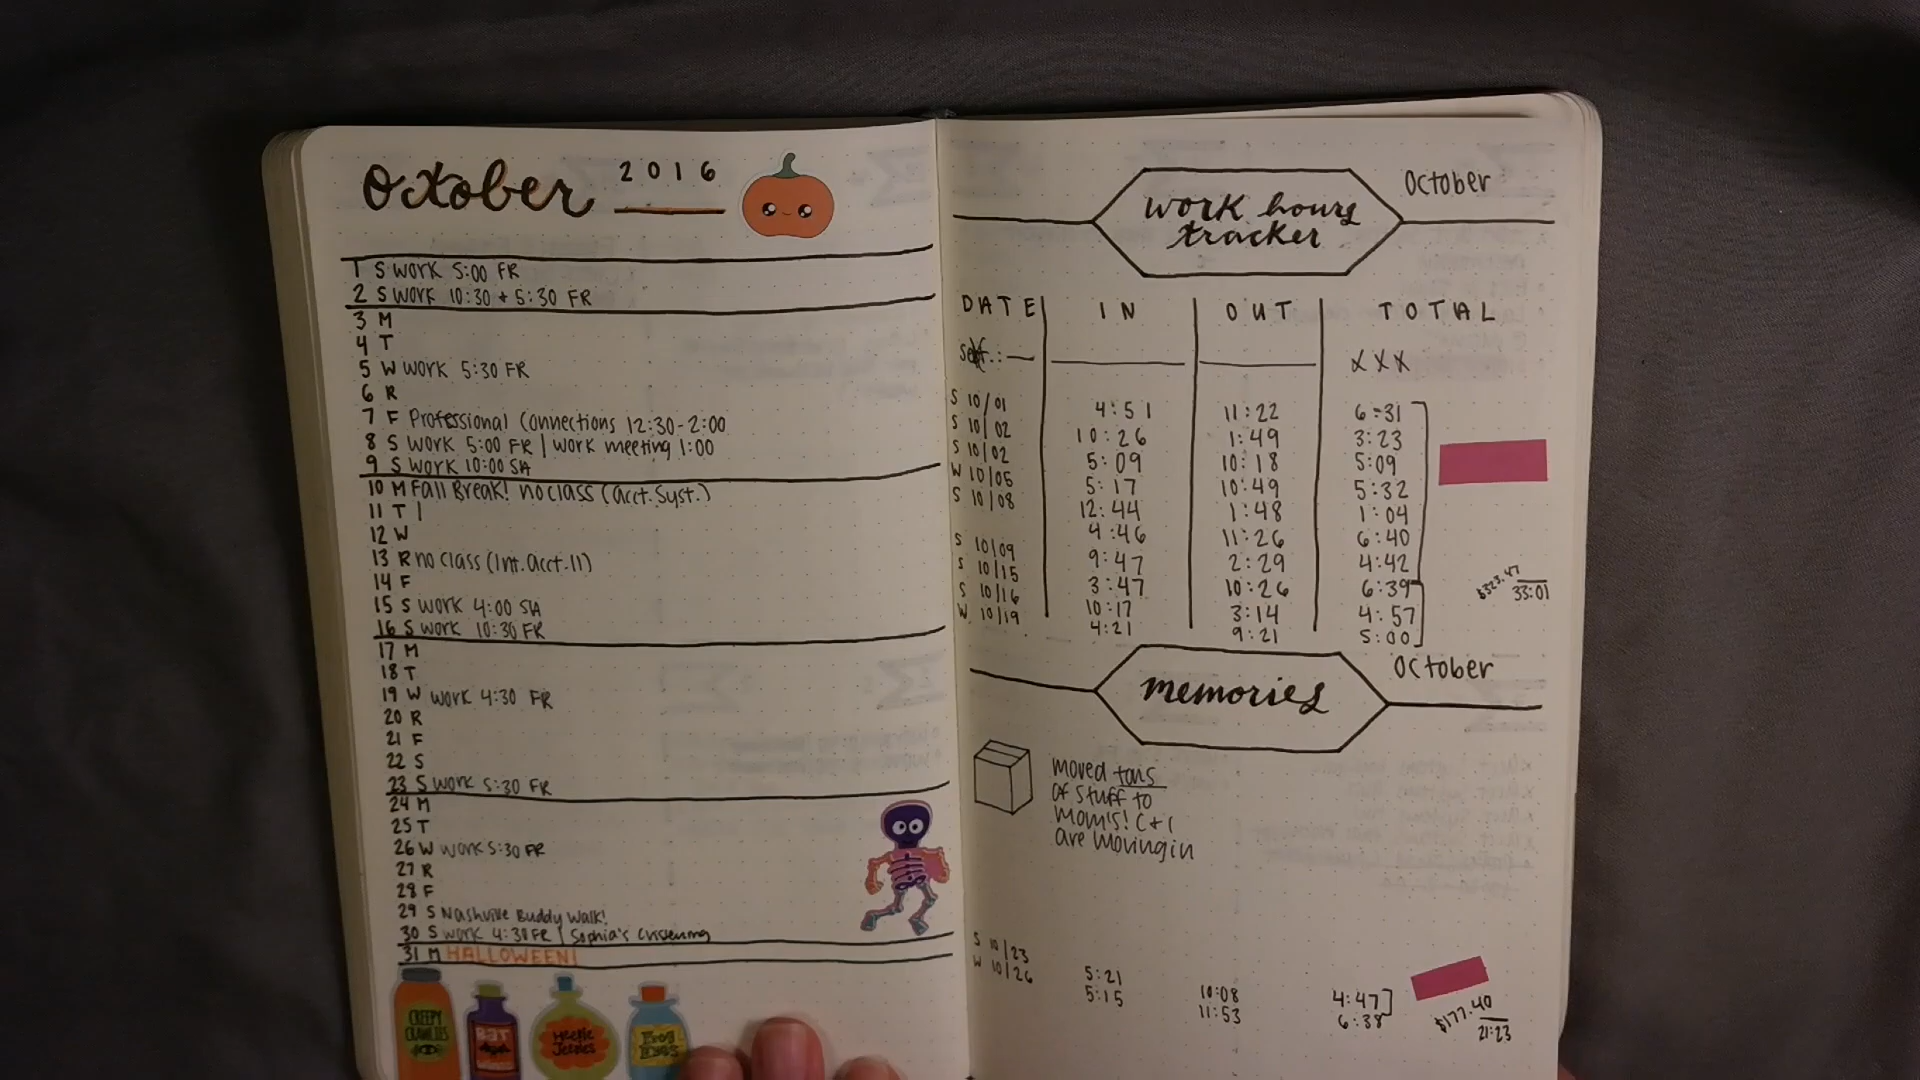 October 2016
1 S work 5:00 FR
2 S work 10:30 + 5:30 FR
3 M
4 T
5 W work 5:30 FR
6 R
7 F Professional Connections 12:30-2:00
8 S work 5:00 FR | work meeting 1:00
9 S work 10:00 SA
10 M Fall Break! no class (Acct. Syst.)
11 T
12 W
13 R no class (Int. Acct. II)
14 F
15 S work 4:00 SA
16 S work 10:30 FR
17 M
18 T
19 W work 4:30 FR
20 R
21 F
22 S
23 S work 5:30 FR
24 M
25 T
26 W work 5:30 FR
27 R
28 F
29 S Nashville Buddy Walk!
30 S work 4:30 FR | Sophia's
31 M HALLOWEEN!
CREEPY
CRAWLIES
BAT
Heebie
Jeebies
Frog
Eyes
work hours
tracker
October
DATE IN OUT TOTAL
XXX
S 10/01 4:51 11:22 6:31
S 10/02 10:26 1:49 3:23
S 10/02 5:09 10:18 5:09
W 10/05 5:17 10:49 5:32
S 10/08 12:44 1:48 1:04
4:46 11:26 6:40
S 10/09 9:47 2:29 4:42
S 10/15 3:47 10:26 6:39
S 10/16 10:17 3:14 4:57
W 10/19 4:21 9:21 5:00
$323.47
33:01
memories
October
moved tons
of stuff to
Mom's! C+C
are moving in
S 10/23 5:21 10:08 4:47
W 10/26 5:15 11:53 6:38
$177.40
21:23